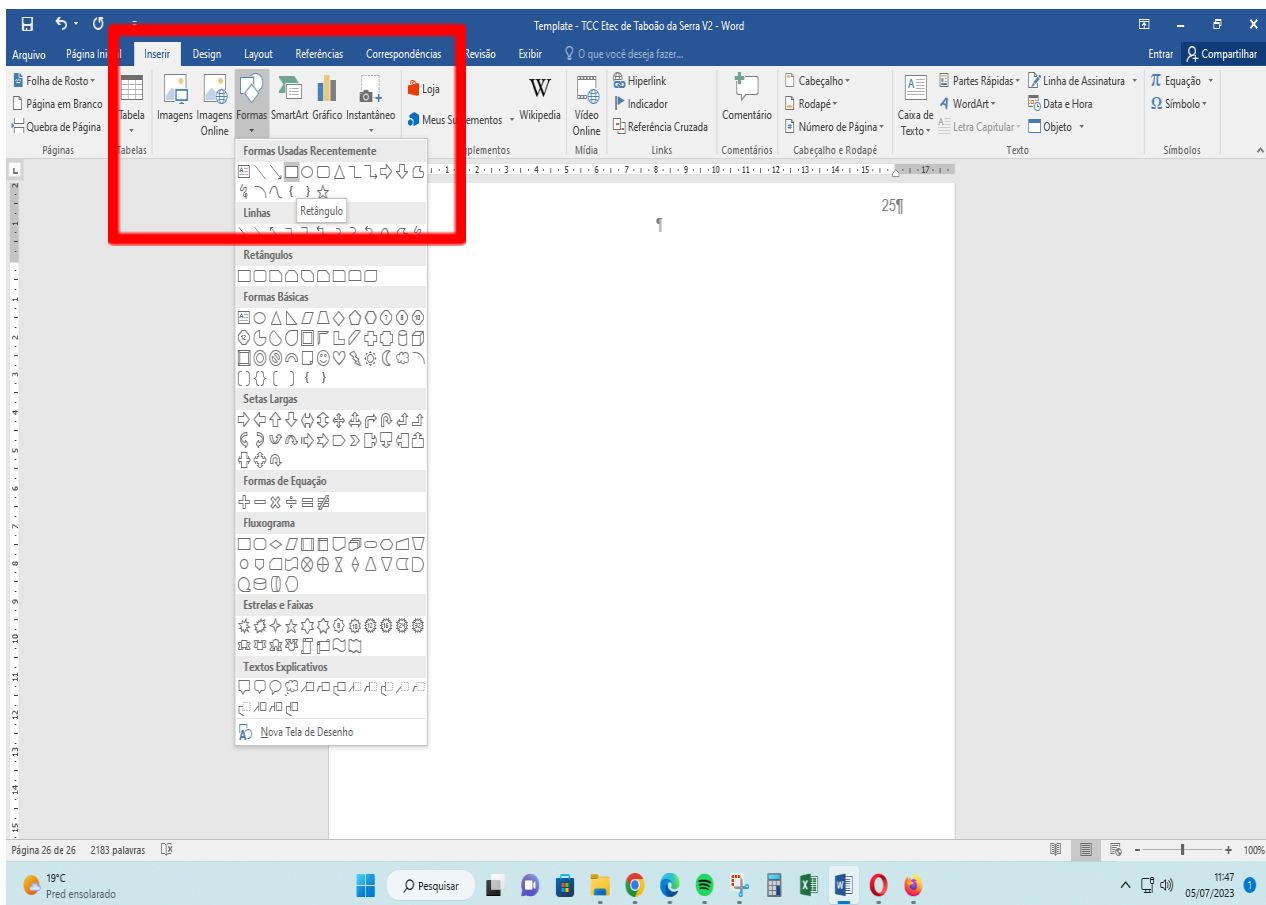 Template - TCC Etec de Taboão da Serra V2 - Word
Arquivo Página Inicial Inserir Design Layout Referências Correspondências Revisão Exibir O que você deseja fazer... Entrar Compartilhar
Folha de Rosto
Página em Branco
Quebra de Página
Páginas
Tabela
Tabelas
Imagens
Imagens Online
Formas
SmartArt
Gráfico
Instantâneo
Loja
Meus Suplementos
Wikipedia
Suplementos
Vídeo Online
Mídia
Hiperlink
Indicador
Referência Cruzada
Links
Comentário
Comentários
Cabeçalho
Rodapé
Número de Página
Cabeçalho e Rodapé
Caixa de Texto
Partes Rápidas
WordArt
Letra Capitular
Linha de Assinatura
Data e Hora
Objeto
Texto
Equação
Símbolo
Símbolos
Formas Usadas Recentemente
Retângulo
Linhas
Retângulos
Formas Básicas
Setas Largas
Formas de Equação
Fluxograma
Estrelas e Faixas
Textos Explicativos
Nova Tela de Desenho
25¶
¶
Página 26 de 26 2183 palavras 100%
19°C
Pred ensolarado
Pesquisar
11:47
05/07/2023
1